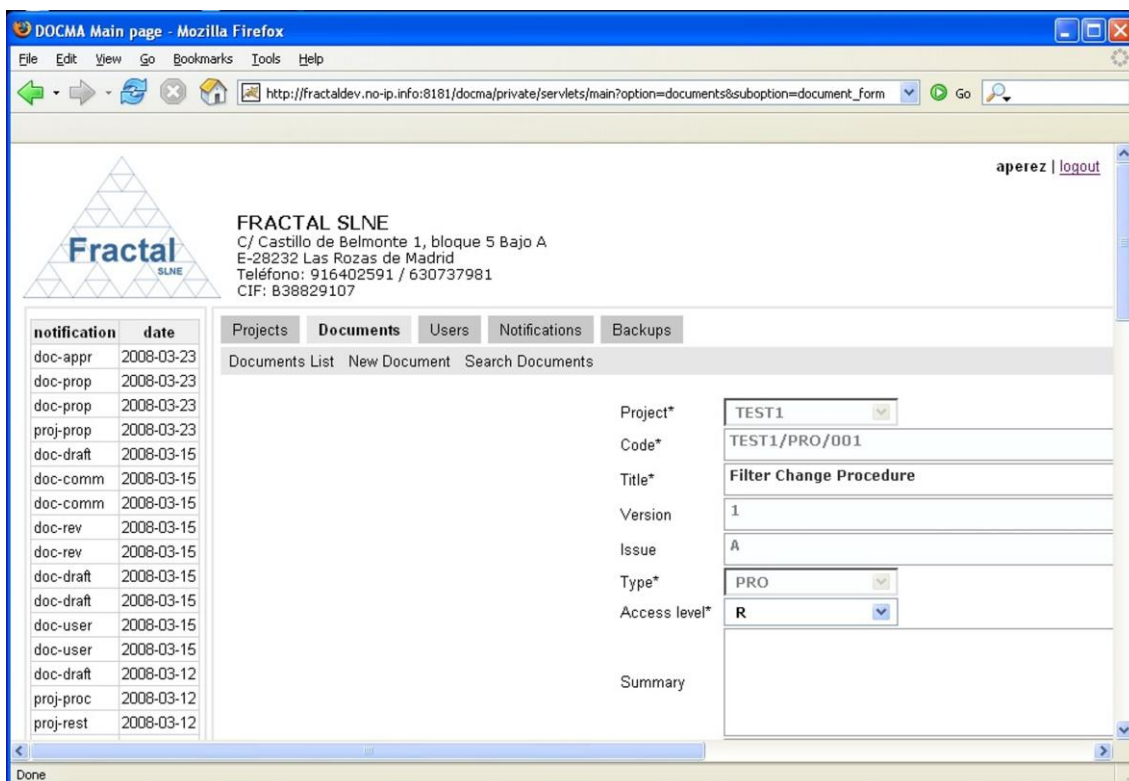 DOCMA Main page - Mozilla Firefox
File Edit View Go Bookmarks Tools Help
http://fractaldev.no-ip.info:8181/docma/private/servlets/main?option=documents&suboption=document_form Go
aperez | logout
Fractal
SLNE
FRACTAL SLNE
C/ Castillo de Belmonte 1, bloque 5 Bajo A
E-28232 Las Rozas de Madrid
Teléfono: 916402591 / 630737981
CIF: B38829107
notification date
doc-appr 2008-03-23
doc-prop 2008-03-23
doc-prop 2008-03-23
proj-prop 2008-03-23
doc-draft 2008-03-15
doc-comm 2008-03-15
doc-comm 2008-03-15
doc-rev 2008-03-15
doc-rev 2008-03-15
doc-draft 2008-03-15
doc-draft 2008-03-15
doc-user 2008-03-15
doc-user 2008-03-15
doc-draft 2008-03-12
proj-proc 2008-03-12
proj-rest 2008-03-12
Projects Documents Users Notifications Backups
Documents List New Document Search Documents
Project* TEST1
Code* TEST1/PRO/001
Title* Filter Change Procedure
Version 1
Issue A
Type* PRO
Access level* R
Summary
Done